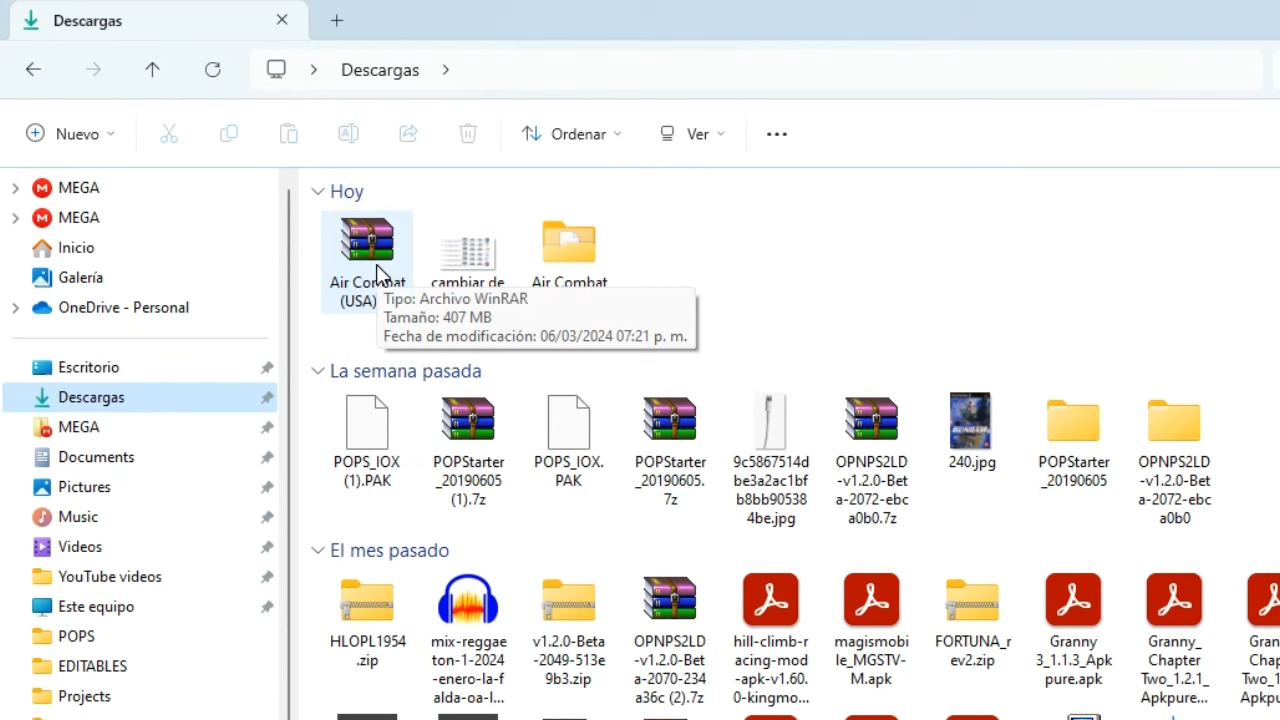 Descargas
Descargas
Nuevo
Ordenar
Ver
MEGA
MEGA
Inicio
Galería
OneDrive - Personal
Escritorio
Descargas
MEGA
Documents
Pictures
Music
Videos
YouTube videos
Este equipo
POPS
EDITABLES
Projects
Hoy
Air Combat
(USA)
cambiar de
Air Combat
Tipo: Archivo WinRAR
Tamaño: 407 MB
Fecha de modificación: 06/03/2024 07:21 p. m.
La semana pasada
POPS_IOX
(1).PAK
POPStarter
_20190605
(1).7z
POPS_IOX.
PAK
POPStarter
_20190605.
7z
9c5867514d
be3a2ac1bf
b8bb90538
4be.jpg
OPNPS2LD
-v1.2.0-Bet
a-2072-ebc
a0b0.7z
240.jpg
POPStarter
_20190605
OPNPS2LD
-v1.2.0-Bet
a-2072-ebc
a0b0
El mes pasado
HLOPL1954
.zip
mix-reggae
ton-1-2024
-enero-la-f
alda-oa-l...
v1.2.0-Beta
-2049-513e
9b3.zip
OPNPS2LD
-v1.2.0-Bet
a-2070-234
a36c (2).7z
hill-climb-r
acing-mod
-apk-v1.60.
0-kingmo...
magismobi
le_MGSTV-
M.apk
FORTUNA_r
ev2.zip
Granny
3_1.1.3_Apk
pure.apk
Granny_
Chapter
Two_1.2.1_
Apkpure...
Gran
Cha
Two_1
Apkpu